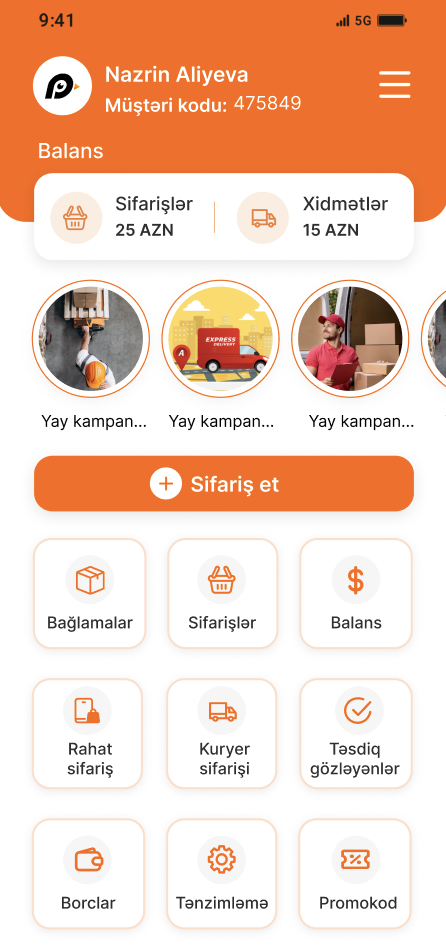 9:41
5G
Nazrin Aliyeva
Müştəri kodu: 475849
Balans
Sifarişlər
25 AZN
Xidmətlər
15 AZN
EXPRESS
DELIVERY
A
Yay kampan...
Yay kampan...
Yay kampan...
Sifariş et
Bağlamalar
Sifarişlər
Balans
Rahat
sifariş
Kuryer
sifarişi
Təsdiq
gözləyənlər
Borclar
Tənzimləmə
Promokod